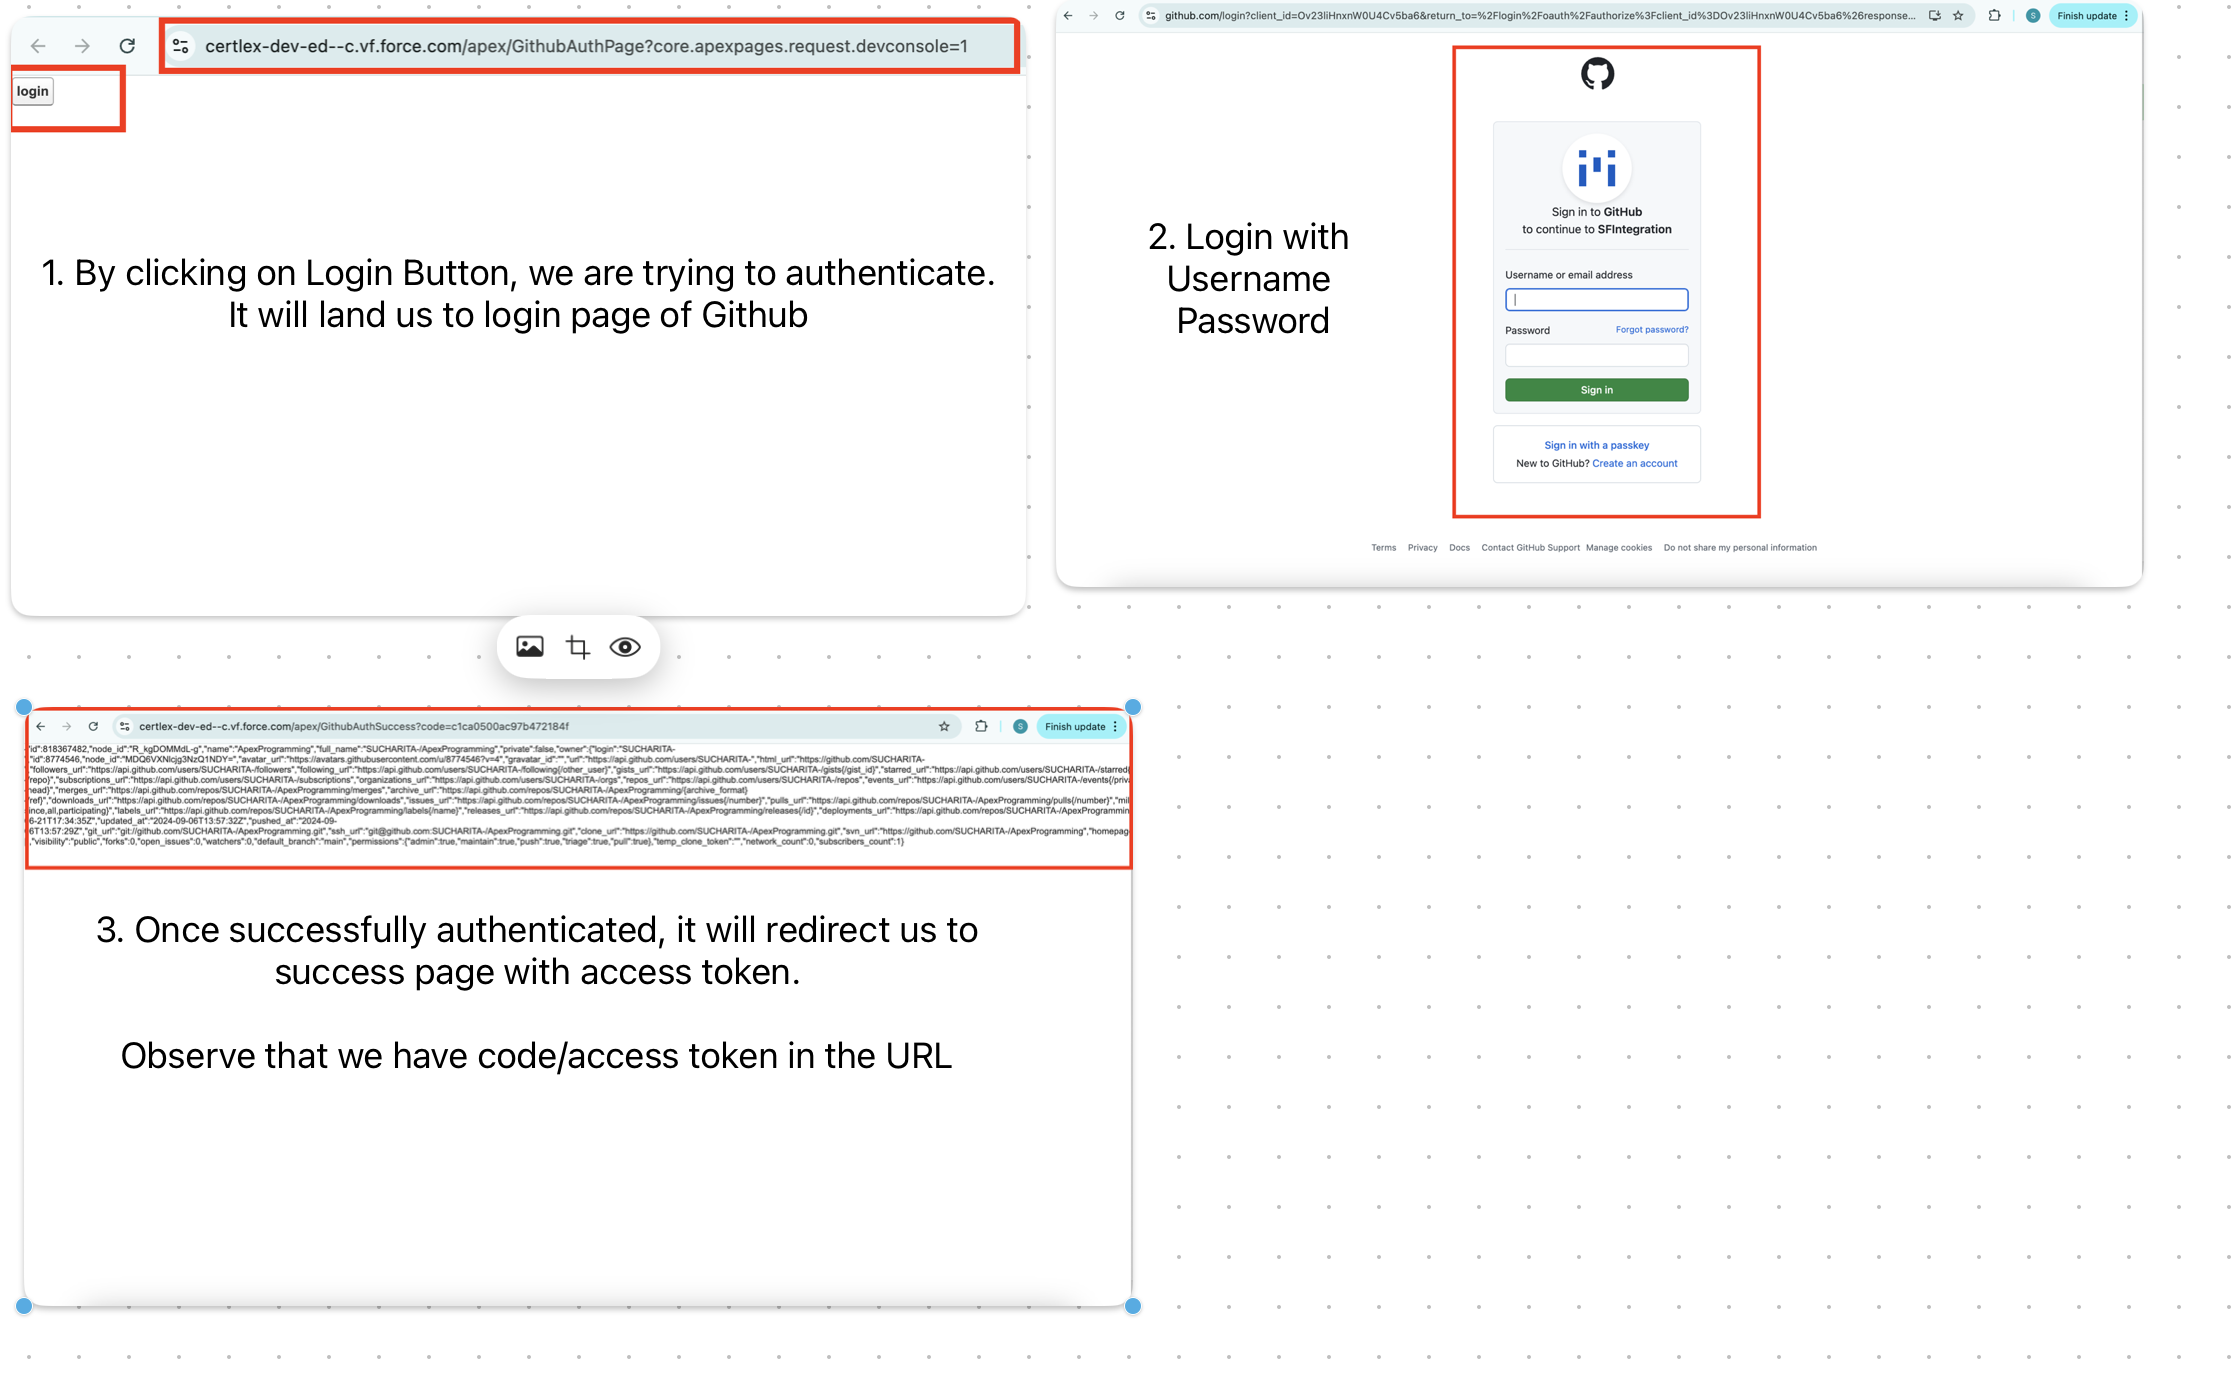 certlex-dev-ed--c.vf.force.com/apex/GithubAuthPage?core.apexpages.request.devconsole=1
login
1. By clicking on Login Button, we are trying to authenticate.
It will land us to login page of Github
github.com/login?client_id=Ov23liHnxnW0U4Cv5ba6&return_to=%2Flogin%2Foauth%2Fauthorize%3Fclient_id%3DOv23liHnxnW0U4Cv5ba6%26response...
S
Finish update
2. Login with
Username
Password
Sign in to GitHub
to continue to SFIntegration
Username or email address
Password
Forgot password?
Sign in
Sign in with a passkey
New to GitHub? Create an account
Terms Privacy Docs Contact GitHub Support Manage cookies Do not share my personal information
certlex-dev-ed--c.vf.force.com/apex/GithubAuthSuccess?code=c1ca0500ac97b472184f
S
Finish update
"id":818367482,"node_id":"R_kgDOMMdL-g","name":"ApexProgramming","full_name":"SUCHARITA-/ApexProgramming","private":false,"owner":{"login":"SUCHARITA-
"id":8774546,"node_id":"MDQ6VXNlcjg3NzQ1NDY=","avatar_url":"https://avatars.githubusercontent.com/u/8774546?v=4","gravatar_id":"","url":"https://api.github.com/users/SUCHARITA-","html_url":"https://github.com/SUCHARITA-
"followers_url":"https://api.github.com/users/SUCHARITA-/followers","following_url":"https://api.github.com/users/SUCHARITA-/following{/other_user}","gists_url":"https://api.github.com/users/SUCHARITA-/gists{/gist_id}","starred_url":"https://api.github.com/users/SUCHARITA-/starred{
/repo}","subscriptions_url":"https://api.github.com/users/SUCHARITA-/subscriptions","organizations_url":"https://api.github.com/users/SUCHARITA-/orgs","repos_url":"https://api.github.com/users/SUCHARITA-/repos","events_url":"https://api.github.com/users/SUCHARITA-/events{/priva
head}","merges_url":"https://api.github.com/repos/SUCHARITA-/ApexProgramming/merges","archive_url":"https://api.github.com/repos/SUCHARITA-/ApexProgramming/{archive_format}
/ref}","downloads_url":"https://api.github.com/repos/SUCHARITA-/ApexProgramming/downloads","issues_url":"https://api.github.com/repos/SUCHARITA-/ApexProgramming/issues{/number}","pulls_url":"https://api.github.com/repos/SUCHARITA-/ApexProgramming/pulls{/number}","mil
ince,all,participating}","labels_url":"https://api.github.com/repos/SUCHARITA-/ApexProgramming/labels{/name}","releases_url":"https://api.github.com/repos/SUCHARITA-/ApexProgramming/releases{/id}","deployments_url":"https://api.github.com/repos/SUCHARITA-/ApexProgrammin
6-21T17:34:35Z","updated_at":"2024-09-06T13:57:32Z","pushed_at":"2024-09-
06T13:57:29Z","git_url":"git://github.com/SUCHARITA-/ApexProgramming.git","ssh_url":"git@github.com:SUCHARITA-/ApexProgramming.git","clone_url":"https://github.com/SUCHARITA-/ApexProgramming.git","svn_url":"https://github.com/SUCHARITA-/ApexProgramming","homepag
,"visibility":"public","forks":0,"open_issues":0,"watchers":0,"default_branch":"main","permissions":{"admin":true,"maintain":true,"push":true,"triage":true,"pull":true},"temp_clone_token":"","network_count":0,"subscribers_count":1}
3. Once successfully authenticated, it will redirect us to
success page with access token.
Observe that we have code/access token in the URL